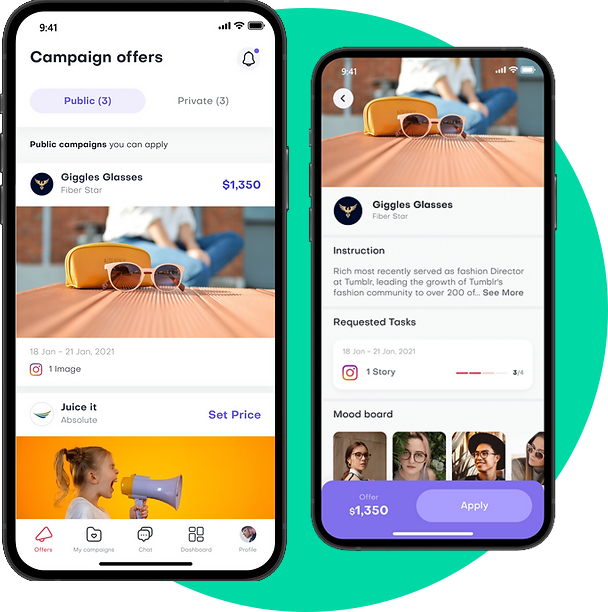 9:41
Campaign offers
Public (3)
Private (3)
Public campaigns you can apply
Giggles Glasses
$1,350
Fiber Star
18 Jan - 21 Jan, 2021
1 Image
Juice it
Set Price
Absolute
Offers
My campaigns
Chat
Dashboard
Profile
9:41
Giggles Glasses
Fiber Star
Instruction
Rich most recently served as fashion Director
at Tumblr, leading the growth of Tumblr's
fashion community to over 200 of... See More
Requested Tasks
18 Jan - 21 Jan, 2021
1 Story
3/4
Mood board
Offer
$1,350
Apply